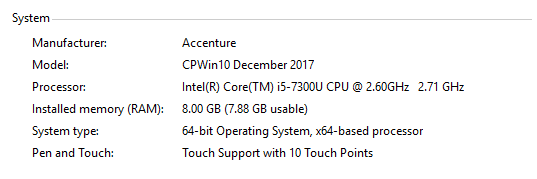 System
Manufacturer: Accenture
Model: CPWin10 December 2017
Processor: Intel(R) Core(TM) i5-7300U CPU @ 2.60GHz 2.71 GHz
Installed memory (RAM): 8.00 GB (7.88 GB usable)
System type: 64-bit Operating System, x64-based processor
Pen and Touch: Touch Support with 10 Touch Points